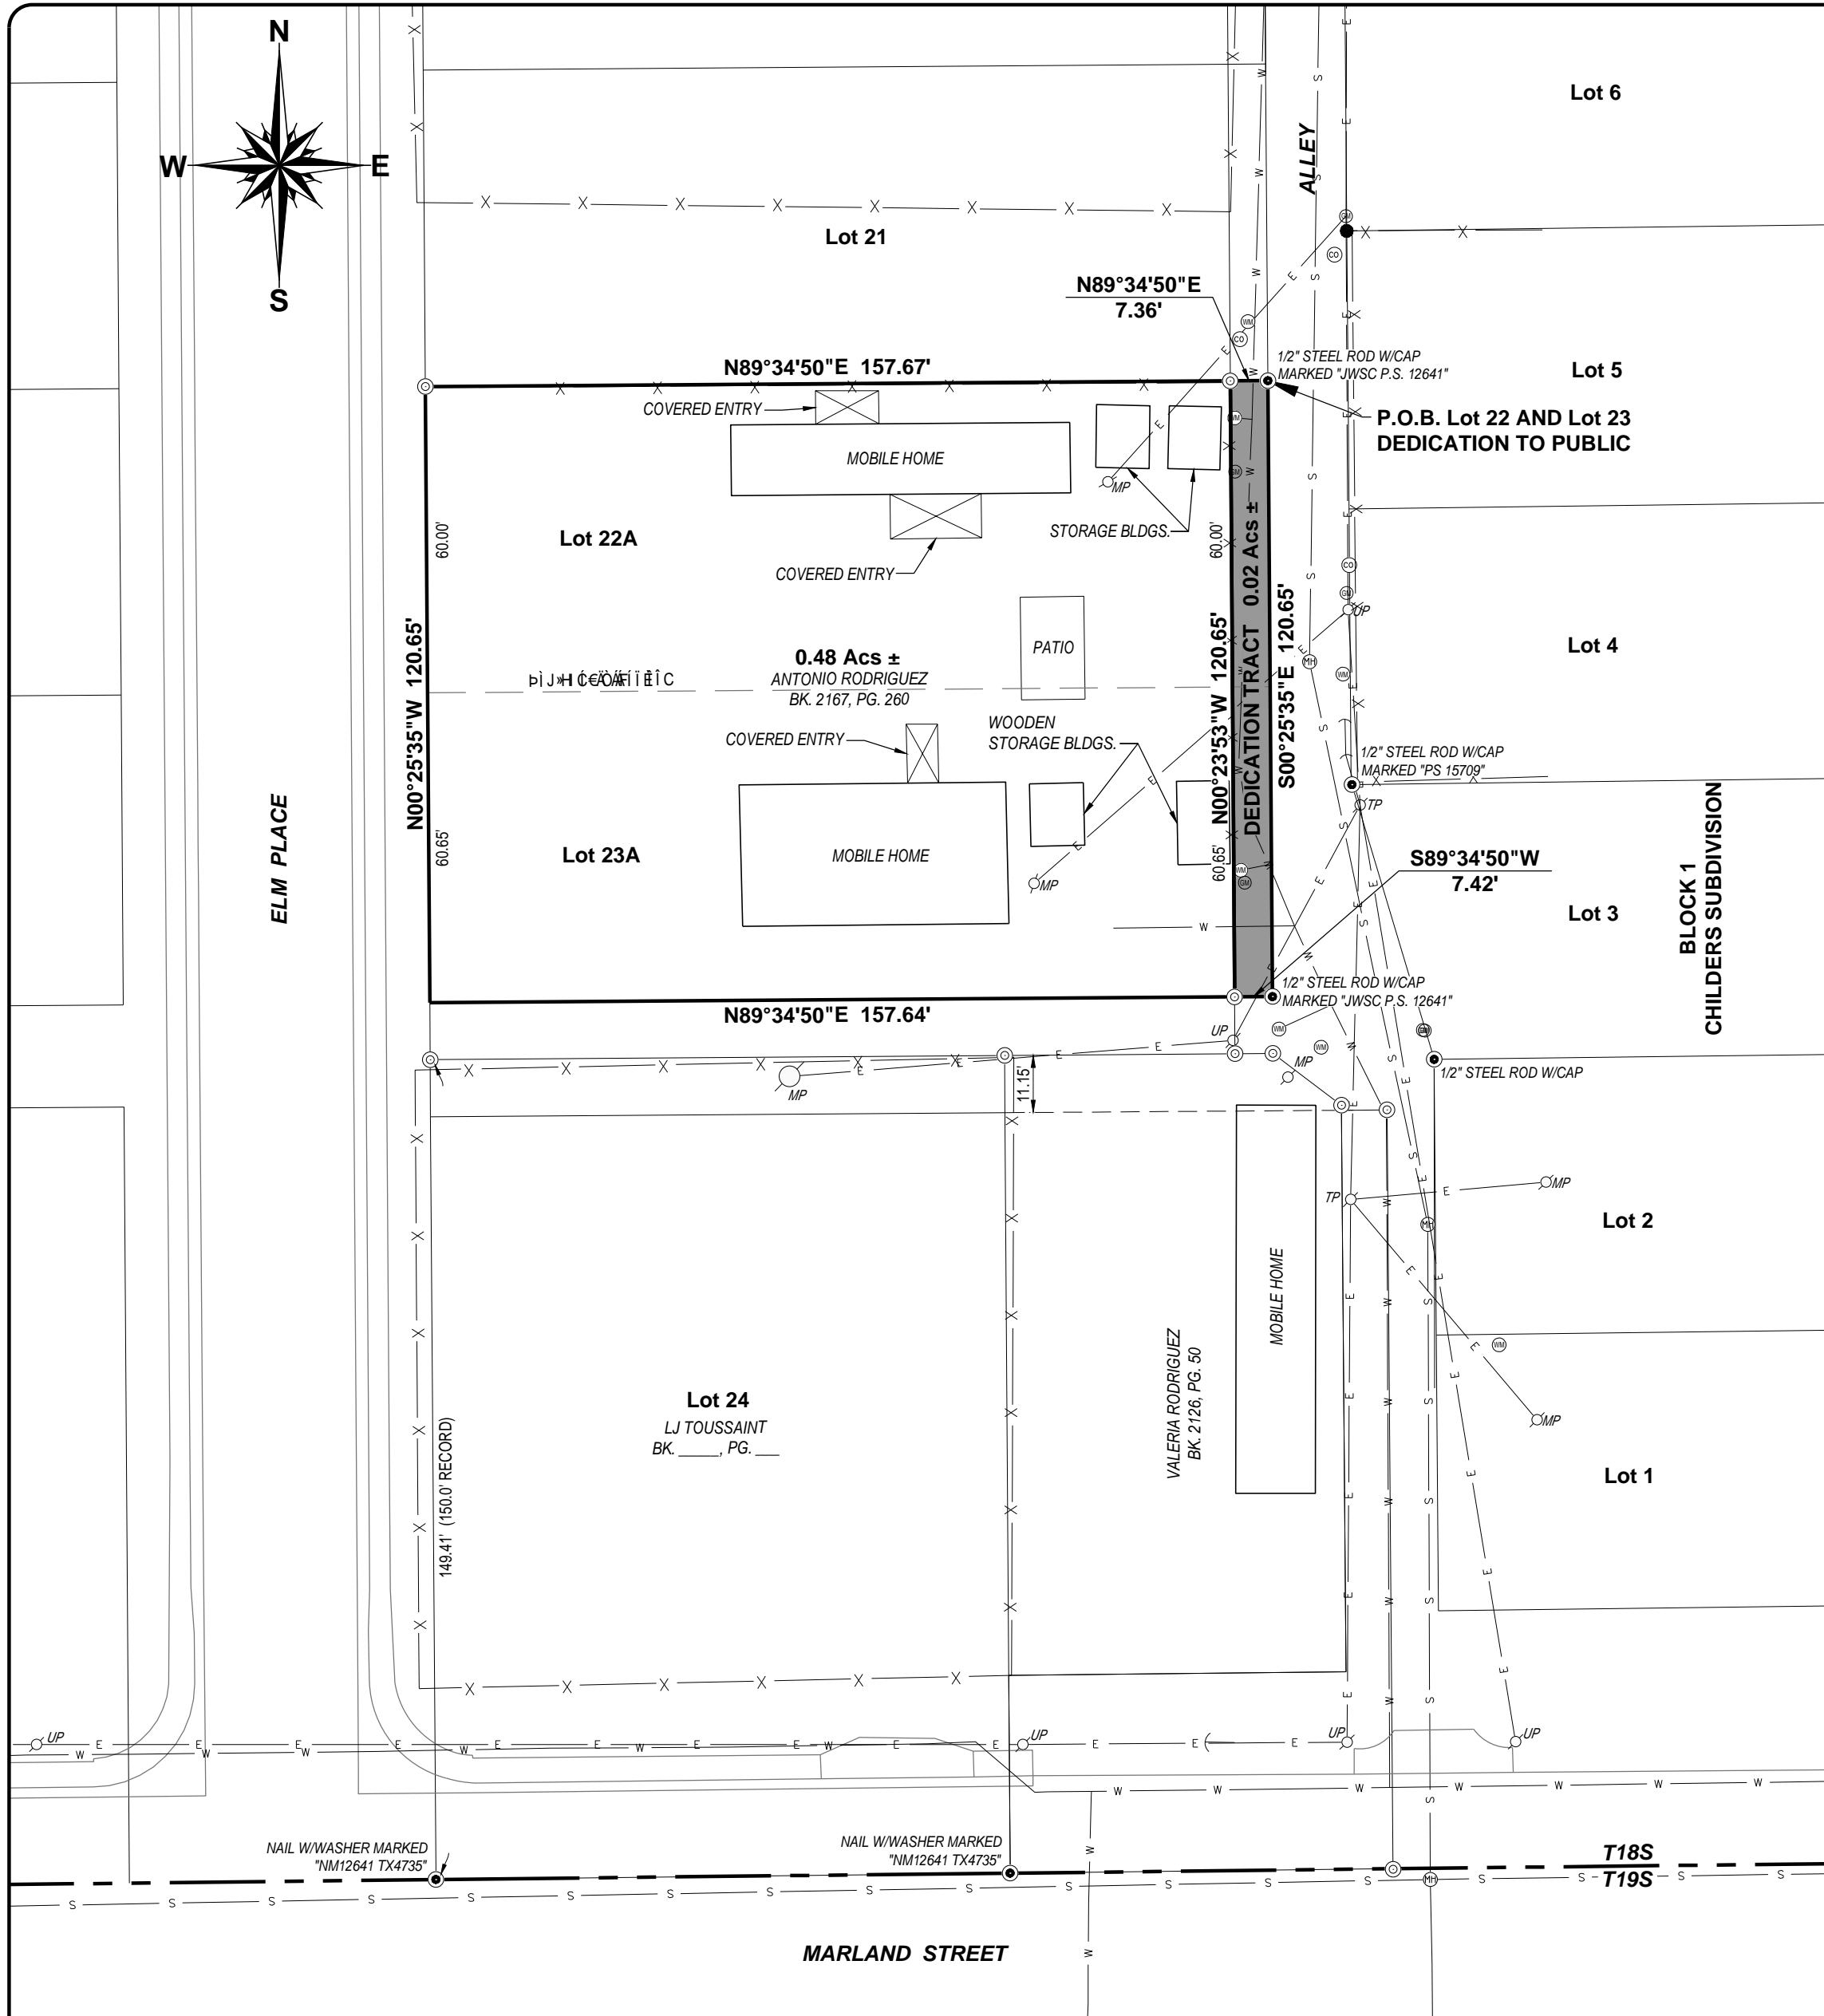 N
W E
S
ALLEY
Lot 6
Lot 21
N89°34'50"E
7.36'
N89°34'50"E 157.67'
1/2" STEEL ROD W/CAP
MARKED "JWSC P.S. 12641"
Lot 5
P.O.B. Lot 22 AND Lot 23
DEDICATION TO PUBLIC
COVERED ENTRY
MOBILE HOME
MP
STORAGE BLDGS.
Lot 22A
60.00'
60.00'
COVERED ENTRY
UP
Lot 4
PATIO
0.48 Acs ±
ANTONIO RODRIGUEZ
BK. 2167, PG. 260
N00°25'35"W 120.65'
N00°23'53"W 120.65'
DEDICATION TRACT 0.02 Acs ±
S00°25'35"E 120.65'
COVERED ENTRY
WOODEN
STORAGE BLDGS.
1/2" STEEL ROD W/CAP
MARKED "PS 15709"
TP
ELM PLACE
60.65'
60.65'
Lot 23A
MOBILE HOME
MP
S89°34'50"W
7.42'
Lot 3
BLOCK 1
CHILDERS SUBDIVISION
1/2" STEEL ROD W/CAP
MARKED "JWSC P.S. 12641"
N89°34'50"E 157.64'
UP
MP
MP
11.15'
1/2" STEEL ROD W/CAP
TP
MP
Lot 2
MOBILE HOME
VALERIA RODRIGUEZ
BK. 2126, PG. 50
Lot 24
LJ TOUSSAINT
BK. _____, PG. ___
149.41' (150.0' RECORD)
MP
Lot 1
UP
UP
UP
UP
NAIL W/WASHER MARKED
"NM12641 TX4735"
NAIL W/WASHER MARKED
"NM12641 TX4735"
T18S
T19S
MARLAND STREET